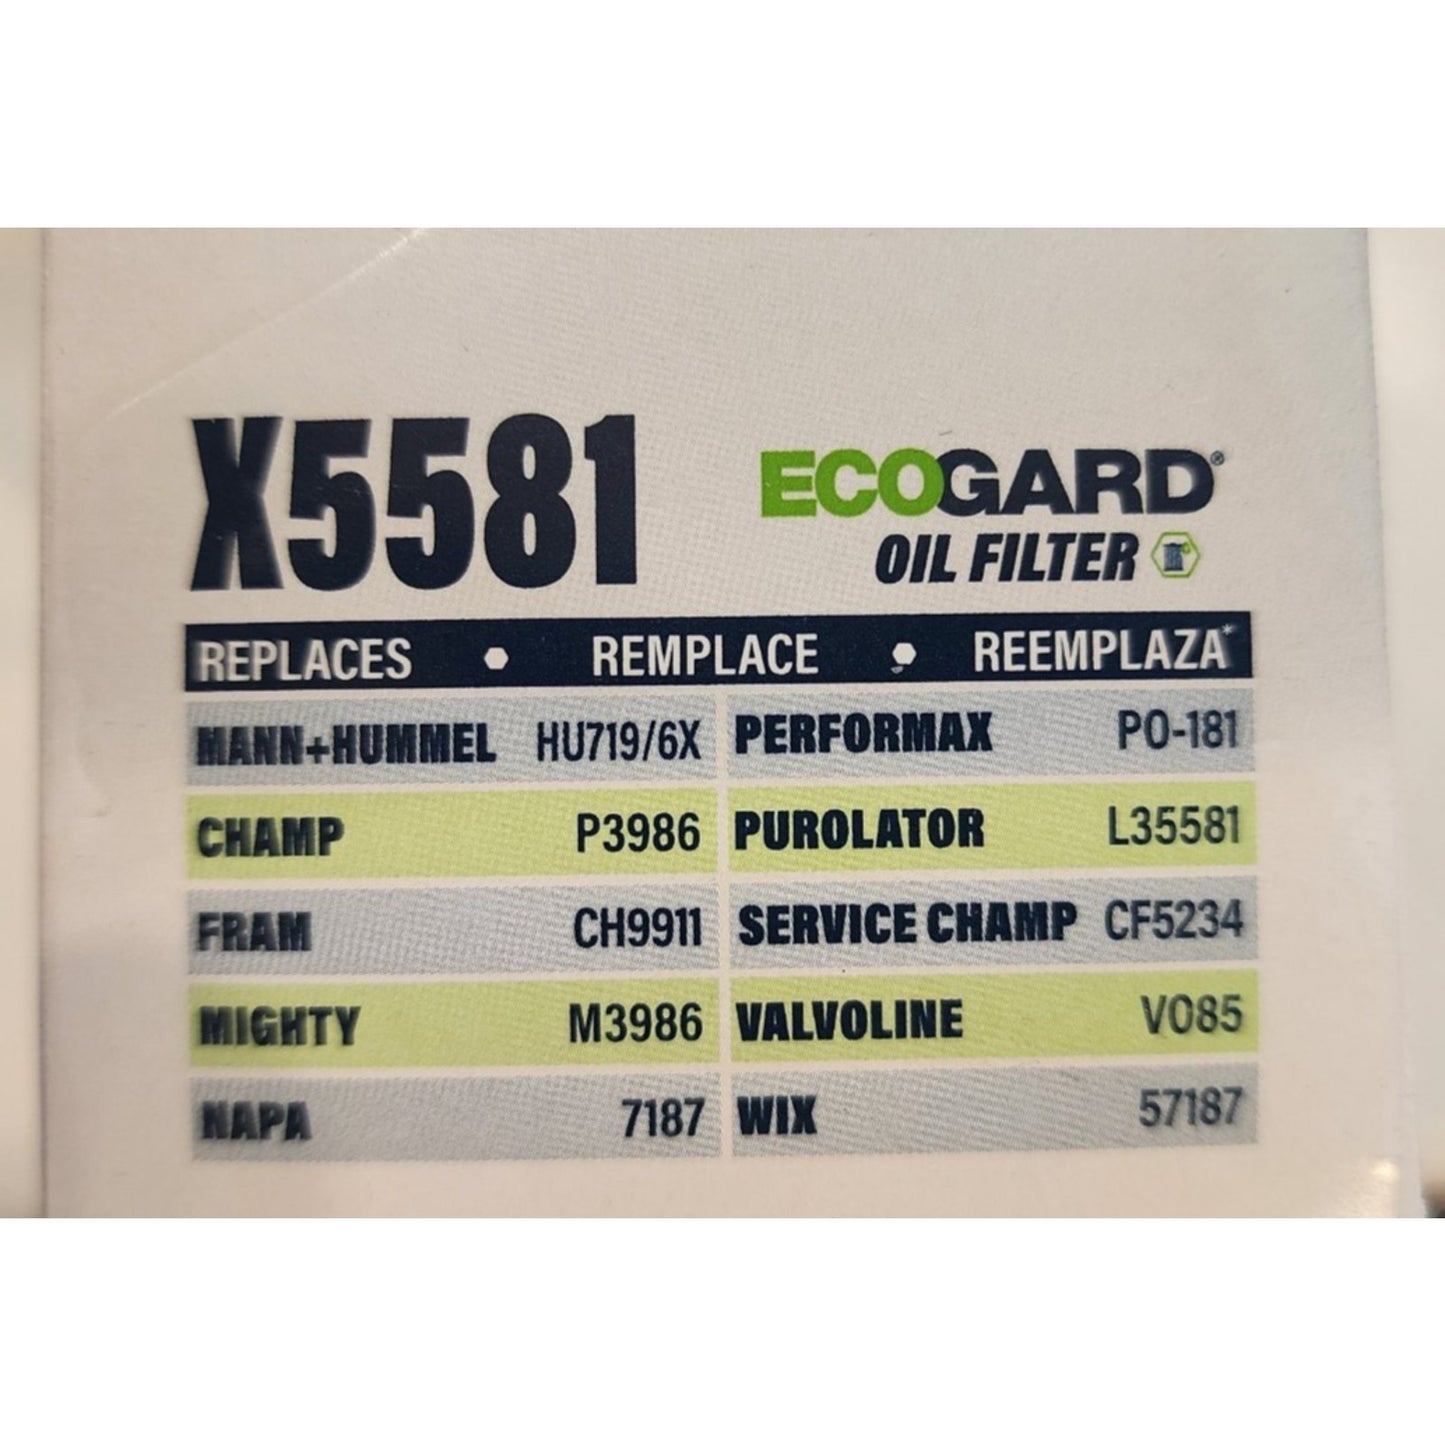 X5581
ECOGARD®
OIL FILTER
REPLACES • REMPLACE • REEMPLAZA*
MANN+HUMMEL HU719/6X
CHAMP P3986
FRAM CH9911
MIGHTY M3986
NAPA 7187
PERFORMAX PO-181
PUROLATOR L35581
SERVICE CHAMP CF5234
VALVOLINE VO85
WIX 57187